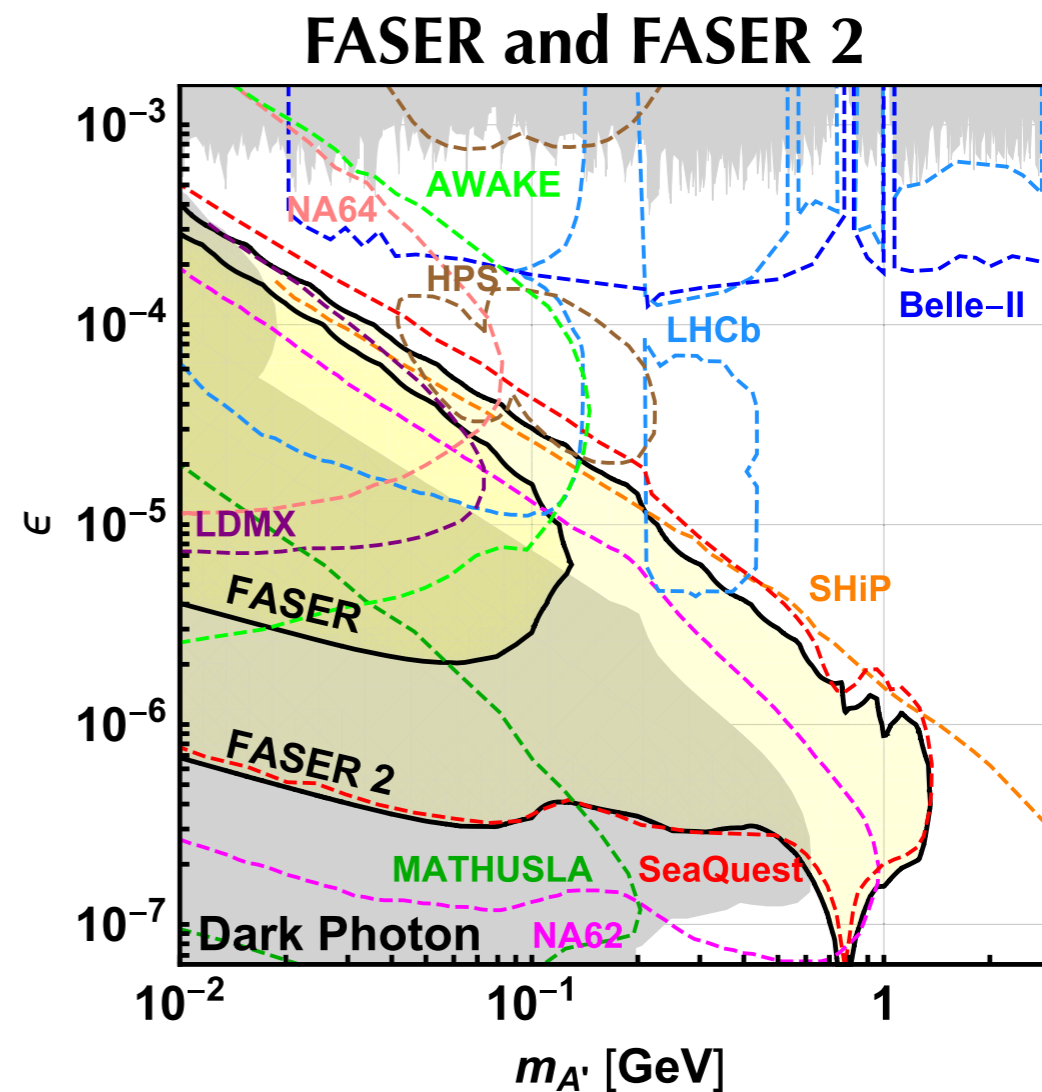 FASER and FASER 2
10⁻³
AWAKE
NA64
HPS
Belle–II
10⁻⁴
LHCb
ϵ
10⁻⁵
LDMX
SHiP
FASER
10⁻⁶
FASER 2
MATHUSLA
SeaQuest
10⁻⁷
Dark Photon
NA62
10⁻²
10⁻¹
1
m_A' [GeV]